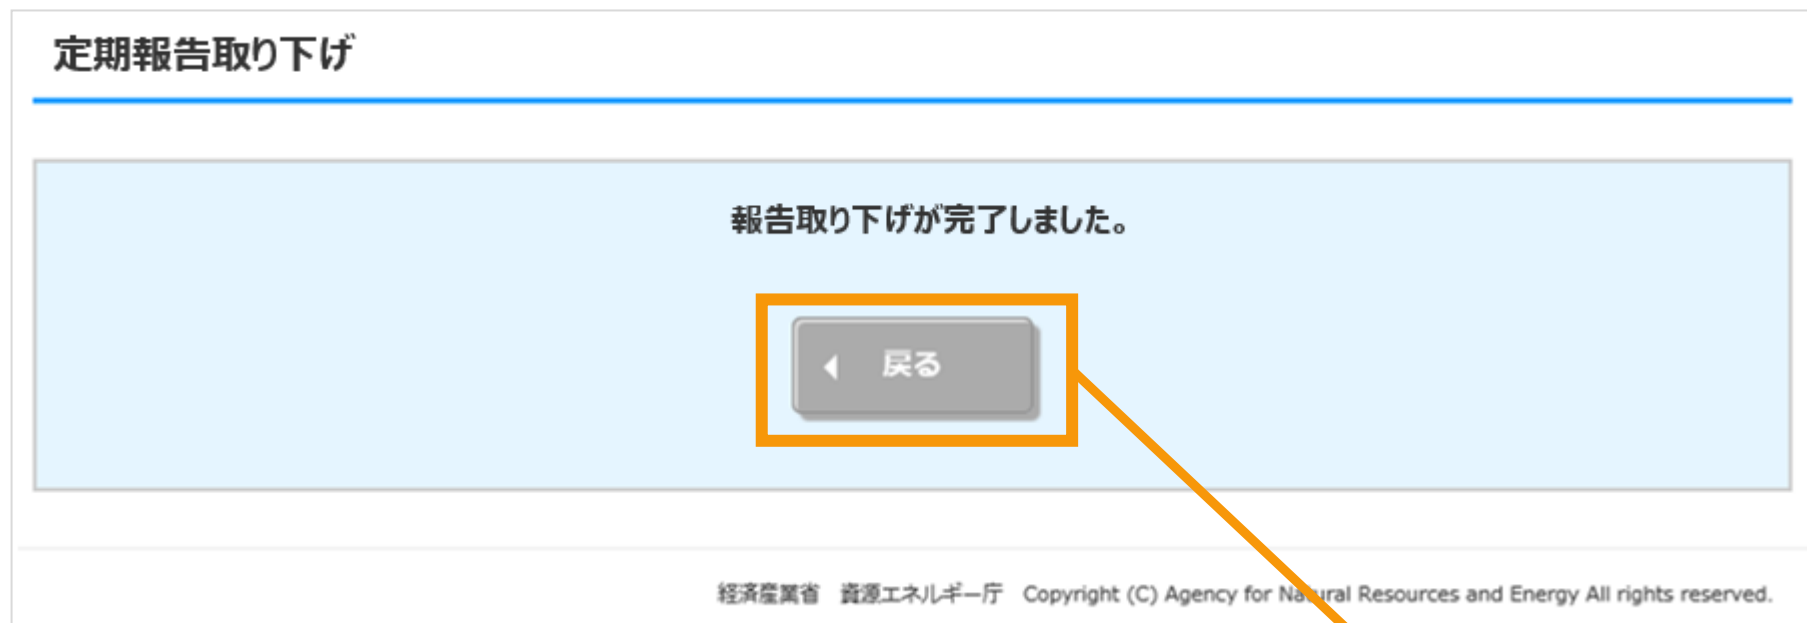 定期報告取り下げ
報告取り下げが完了しました。
戻る
経済産業省　資源エネルギー庁　Copyright (C) Agency for Natural Resources and Energy All rights reserved.